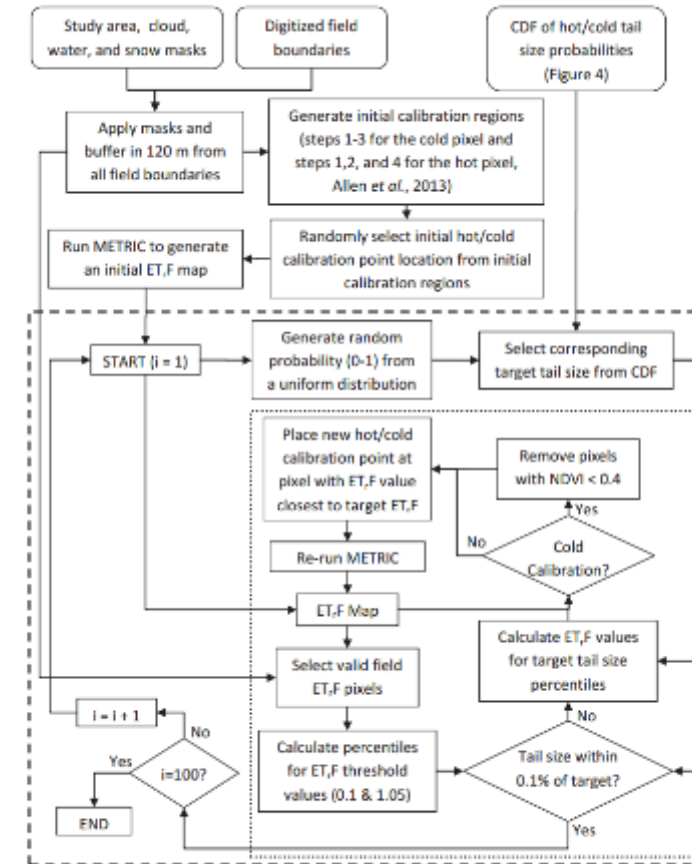 Study area, cloud,
water, and snow masks
Digitized field
boundaries
CDF of hot/cold tail
size probabilities
(Figure 4)
Apply masks and
buffer in 120 m from
all field boundaries
Generate initial calibration regions
(steps 1-3 for the cold pixel and
steps 1,2, and 4 for the hot pixel,
Allen et al., 2013)
Run METRIC to generate
an initial ETrF map
Randomly select initial hot/cold
calibration point location from initial
calibration regions
START (i = 1)
Generate random
probability (0-1) from
a uniform distribution
Select corresponding
target tail size from CDF
Place new hot/cold
calibration point at
pixel with ETrF value
closest to target ETrF
Remove pixels
with NDVI < 0.4
Yes
No
Cold
Calibration?
Re-run METRIC
ETrF Map
Calculate ETrF values
for target tail size
percentiles
Select valid field
ETrF pixels
i = i + 1
No
No
Calculate percentiles
for ETrF threshold
values (0.1 & 1.05)
Tail size within
0.1% of target?
Yes
i=100?
END
Yes